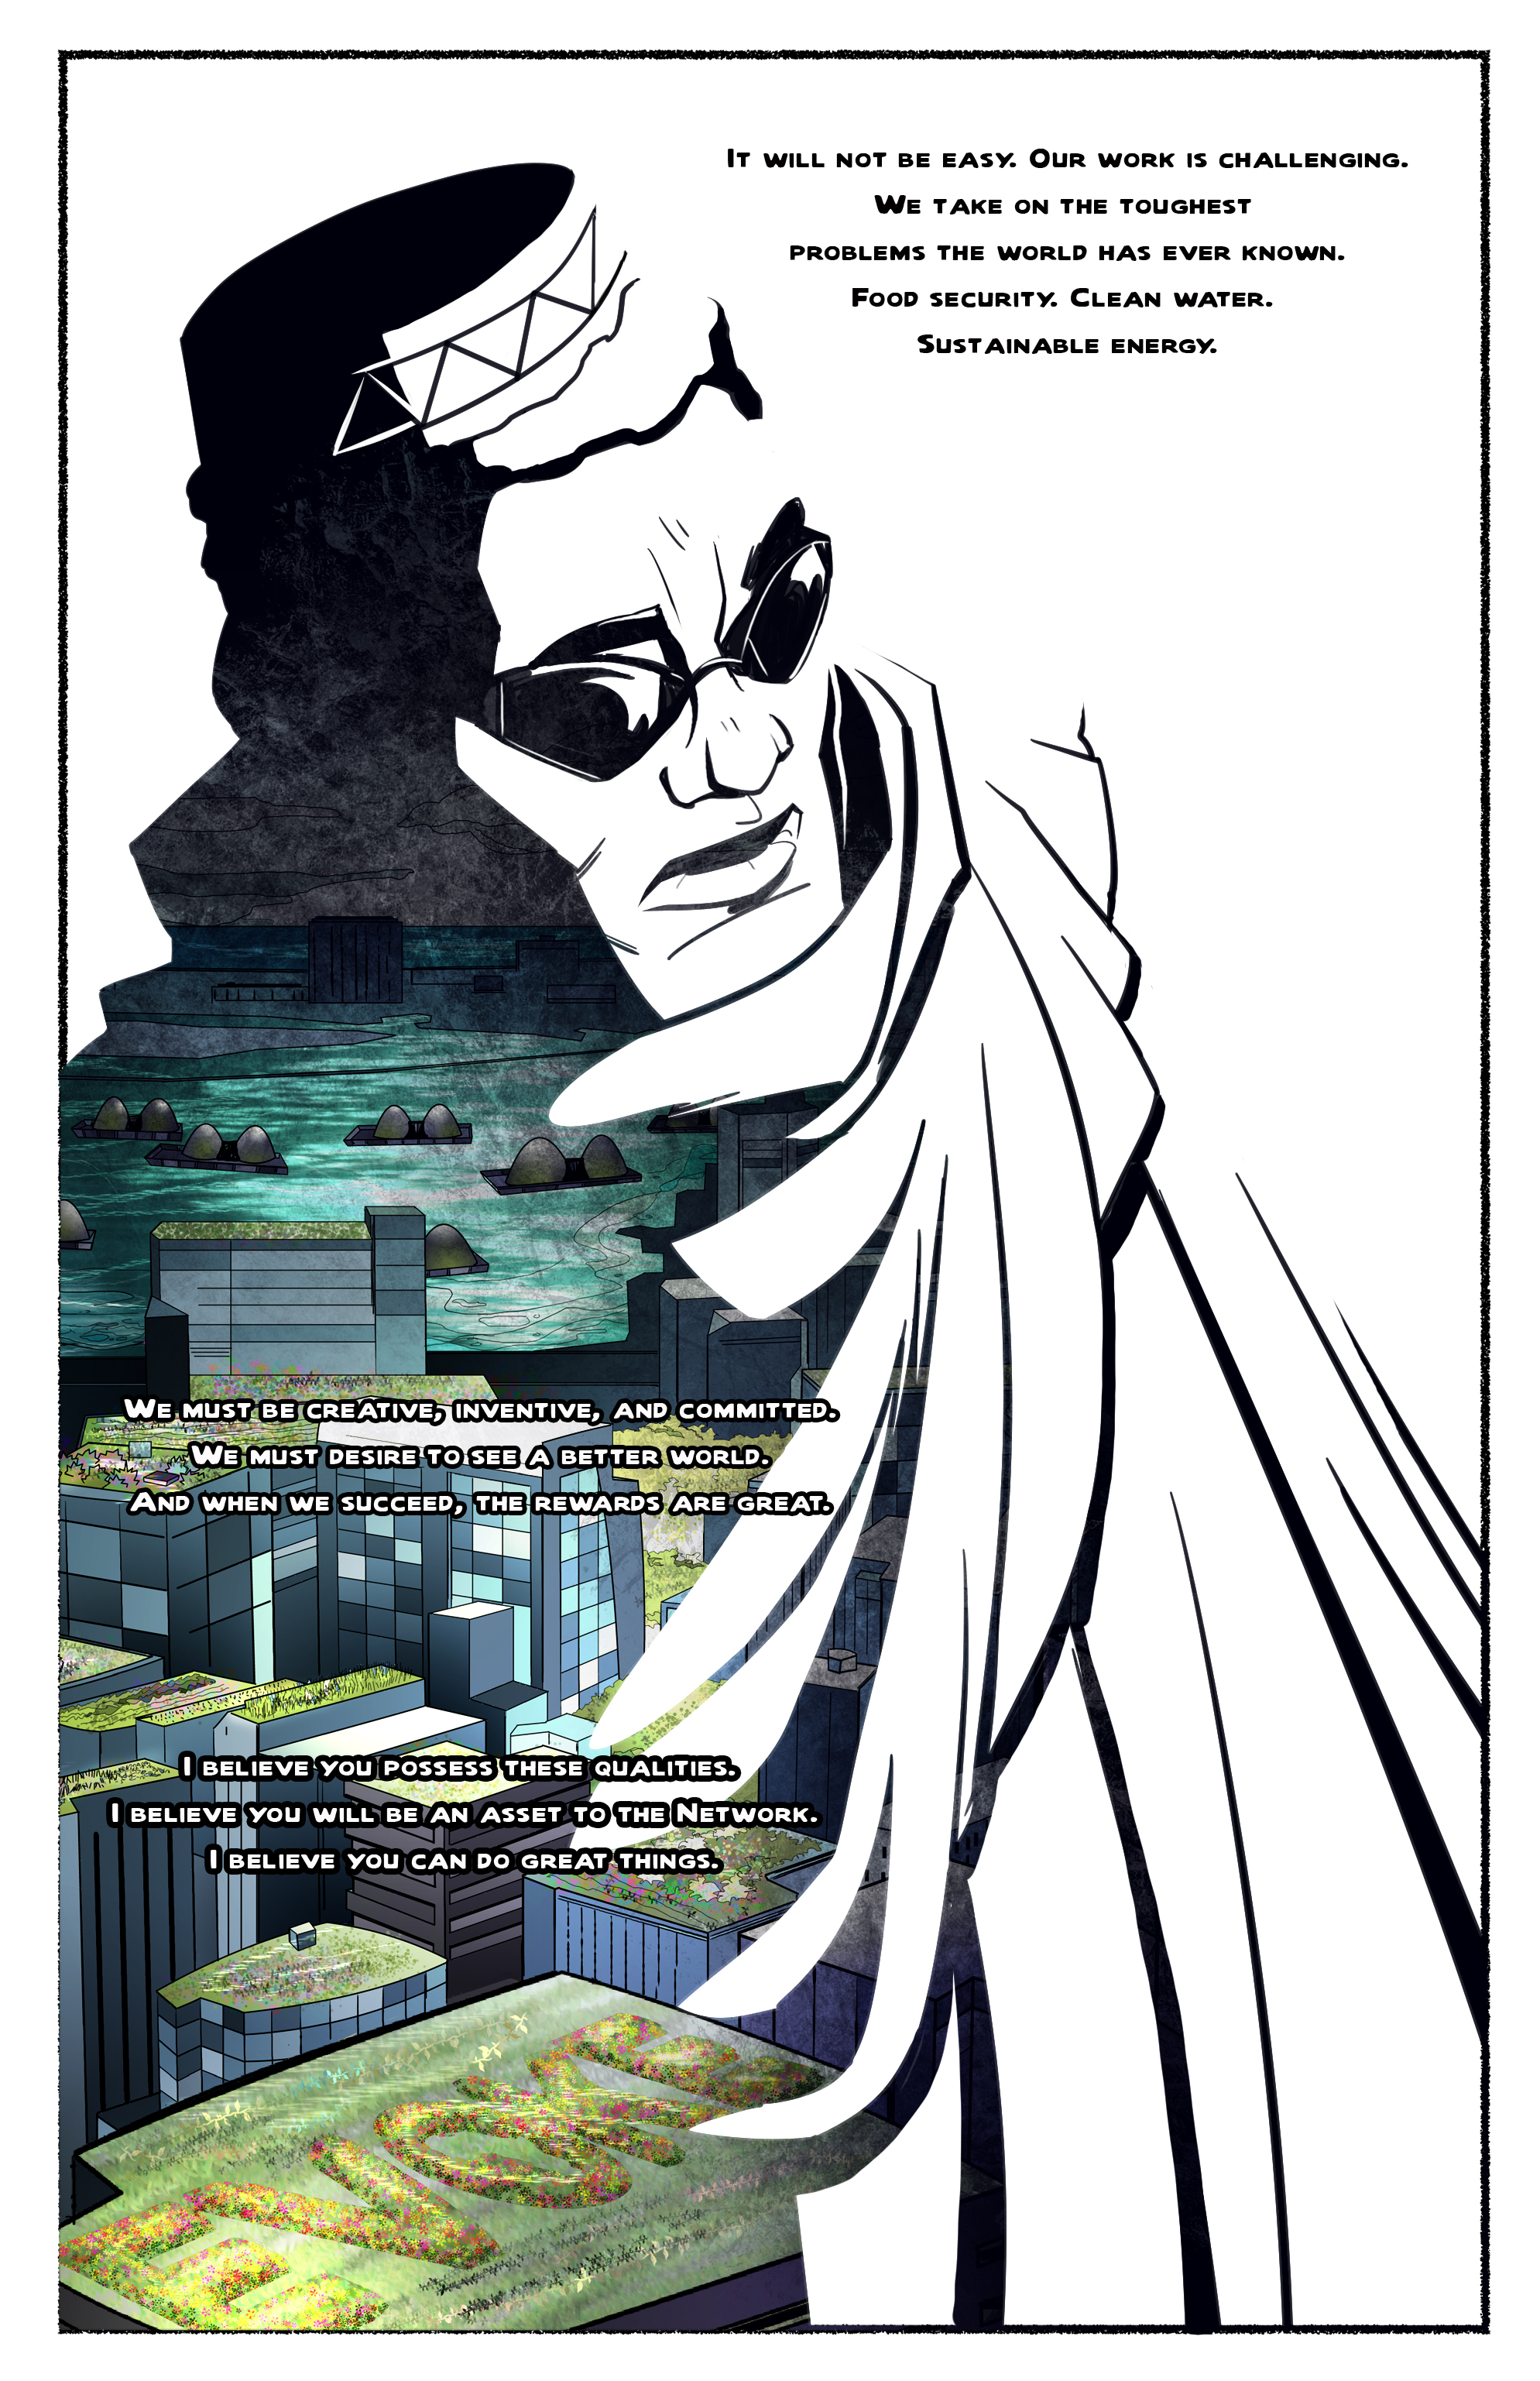 It will not be easy. Our work is challenging.
We take on the toughest
problems the world has ever known.
Food security. Clean water.
Sustainable energy.
We must be creative, inventive, and committed.
We must desire to see a better world.
And when we succeed, the rewards are great.
I believe you possess these qualities.
I believe you will be an asset to the Network.
I believe you can do great things.
EVOKE